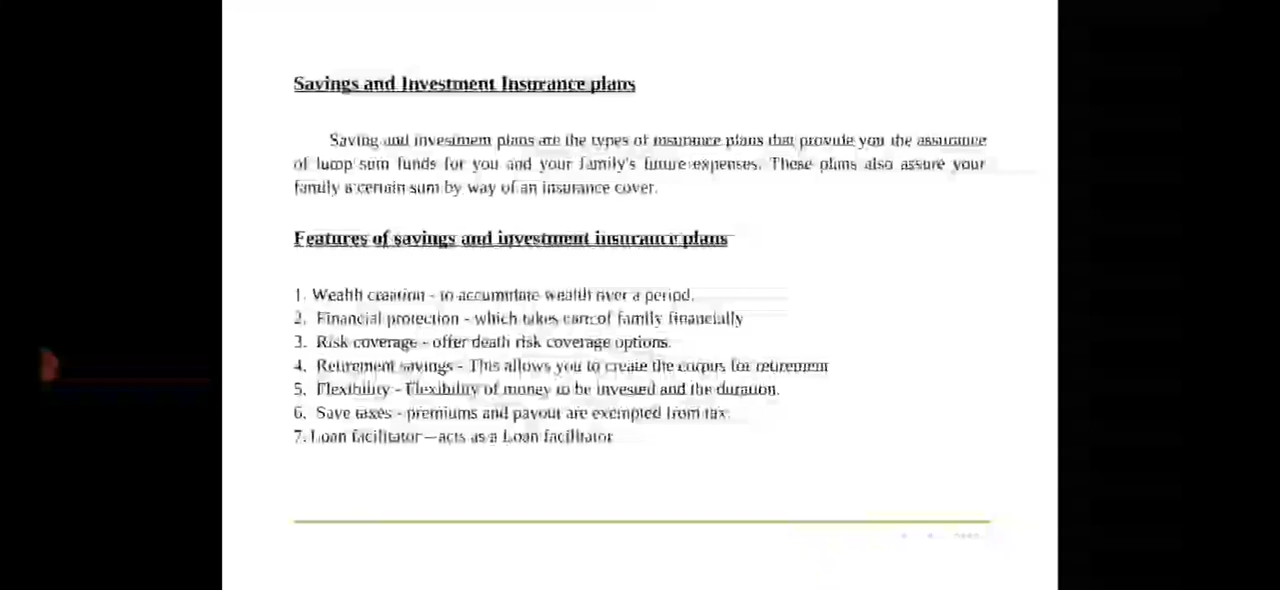 Savings and Investment Insurance plans
Saving and investment plans are the types of insurance plans that provide you the assurance
of lump sum funds for you and your family's future expenses. These plans also assure your
family a certain sum by way of an insurance cover.
Features of savings and investment insurance plans
1. Wealth creation - to accumulate wealth over a period.
2. Financial protection - which takes care of family financially
3. Risk coverage - offer death risk coverage options.
4. Retirement savings - This allows you to create the corpus for retirement
5. Flexibility - Flexibility of money to be invested and the duration.
6. Save taxes - premiums and payout are exempted from tax.
7. Loan facilitator – acts as a Loan facilitator